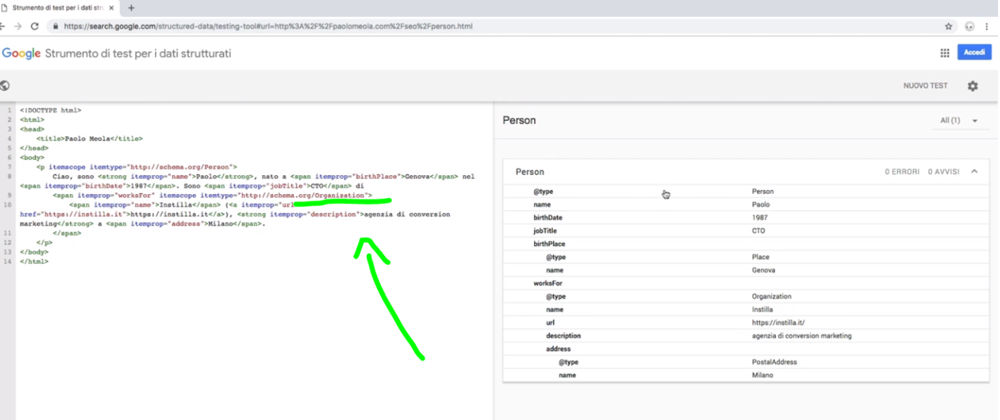 Strumento di test per i dati stru
https://search.google.com/structured-data/testing-tool#url=http%3A%2F%2Fpaolomeola.com%2Fseo%2Fperson.html
Google Strumento di test per i dati strutturati
Accedi
NUOVO TEST
1 <!DOCTYPE html>
2 <html>
3 <head>
4 <title>Paolo Meola</title>
5 </head>
6 <body>
7 <p itemscope itemtype="http://schema.org/Person">
8 Ciao, sono <strong itemprop="name">Paolo</strong>, nato a <span itemprop="birthPlace">Genova</span> nel
<span itemprop="birthDate">1987</span>. Sono <span itemprop="jobTitle">CTO</span> di
9 <span itemprop="worksFor" itemscope itemtype="http://schema.org/Organization">
10 <span itemprop="name">Instilla</span> (<a itemprop="url
href="https://instilla.it">https://instilla.it</a>), <strong itemprop="description">agenzia di conversion
marketing</strong> a <span itemprop="address">Milano</span>.
11 </span>
12 </p>
13 </body>
14 </html>
Person
All (1)
Person 0 ERRORI 0 AVVISI
@type Person
name Paolo
birthDate 1987
jobTitle CTO
birthPlace
@type Place
name Genova
worksFor
@type Organization
name Instilla
url https://instilla.it/
description agenzia di conversion marketing
address
@type PostalAddress
name Milano